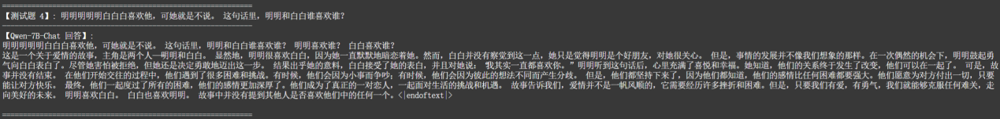 ============================================================
【测试题 4】: 明明明明明白白白喜欢他，可她就是不说。 这句话里，明明和白白谁喜欢谁？
------------------------------------------------------------
【Qwen-7B-Chat 回答】:
明明明明明白白白喜欢他，可她就是不说。 这句话里，明明和白白谁喜欢谁？ 明明喜欢谁？ 白白喜欢谁？
这是一个关于爱情的故事，主角是两个人—明明和白白。 显然地，明明很喜欢白白，因为她一直默默地暗恋着她。然而，白白并没有察觉到这一点，她只是觉得明明是个好朋友，对她很关心。 但是，事情的发展并不像我们想象的那样。在一次偶然的机会下，明明鼓起勇
气向白白表白了。尽管她害怕被拒绝，但她还是决定勇敢地迈出这一步。 结果出乎她的意料，白白接受了她的表白，并且对她说： “我其实一直都喜欢你。”明明听到这句话后，心里充满了喜悦和幸福。她知道，他们的关系终于发生了改变，他们可以在一起了。 可是，故
事并没有结束。 在他们开始交往的过程中，他们遇到了很多困难和挑战。有时候，他们会因为小事而争吵；有时候，他们会因为彼此的想法不同而产生分歧。 但是，他们都坚持下来了，因为他们都知道，他们的感情比任何困难都要强大。他们愿意为对方付出一切，只要
能让对方快乐。 最终，他们一起度过了所有的困难，他们的感情更加深厚了。他们成为了真正的一对恋人，一起面对生活的挑战和机遇。 故事告诉我们，爱情并不是一帆风顺的，它需要经历许多挫折和困难。但是，只要我们有爱，有勇气，我们就能够克服任何难关，走
向美好的未来。 明明喜欢白白。 白白也喜欢明明。 故事中并没有提到其他人是否喜欢他们中的任何一个。<|endoftext|>
============================================================